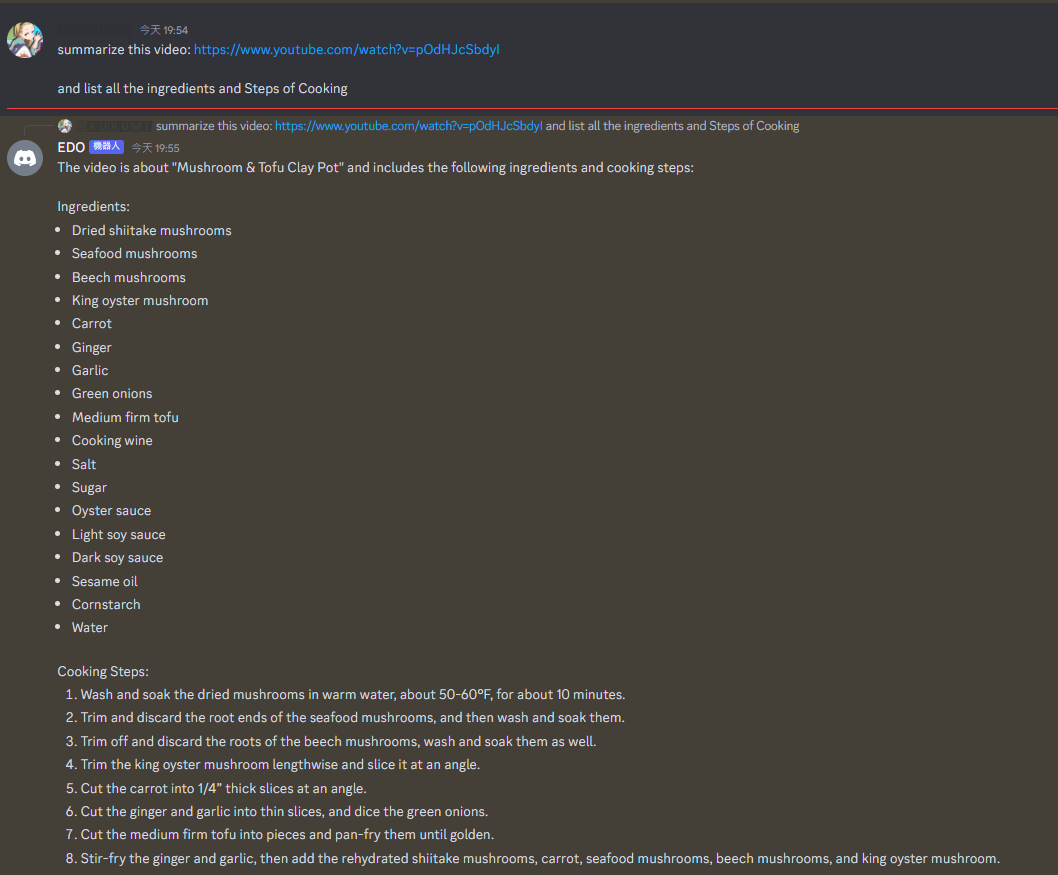 今天 19:54
summarize this video: https://www.youtube.com/watch?v=pOdHJcSbdyI
and list all the ingredients and Steps of Cooking
summarize this video: https://www.youtube.com/watch?v=pOdHJcSbdyI and list all the ingredients and Steps of Cooking
EDO 機器人 今天 19:55
The video is about "Mushroom & Tofu Clay Pot" and includes the following ingredients and cooking steps:
Ingredients:
• Dried shiitake mushrooms
• Seafood mushrooms
• Beech mushrooms
• King oyster mushroom
• Carrot
• Ginger
• Garlic
• Green onions
• Medium firm tofu
• Cooking wine
• Salt
• Sugar
• Oyster sauce
• Light soy sauce
• Dark soy sauce
• Sesame oil
• Cornstarch
• Water
Cooking Steps:
1. Wash and soak the dried mushrooms in warm water, about 50-60°F, for about 10 minutes.
2. Trim and discard the root ends of the seafood mushrooms, and then wash and soak them.
3. Trim off and discard the roots of the beech mushrooms, wash and soak them as well.
4. Trim the king oyster mushroom lengthwise and slice it at an angle.
5. Cut the carrot into 1/4” thick slices at an angle.
6. Cut the ginger and garlic into thin slices, and dice the green onions.
7. Cut the medium firm tofu into pieces and pan-fry them until golden.
8. Stir-fry the ginger and garlic, then add the rehydrated shiitake mushrooms, carrot, seafood mushrooms, beech mushrooms, and king oyster mushroom.